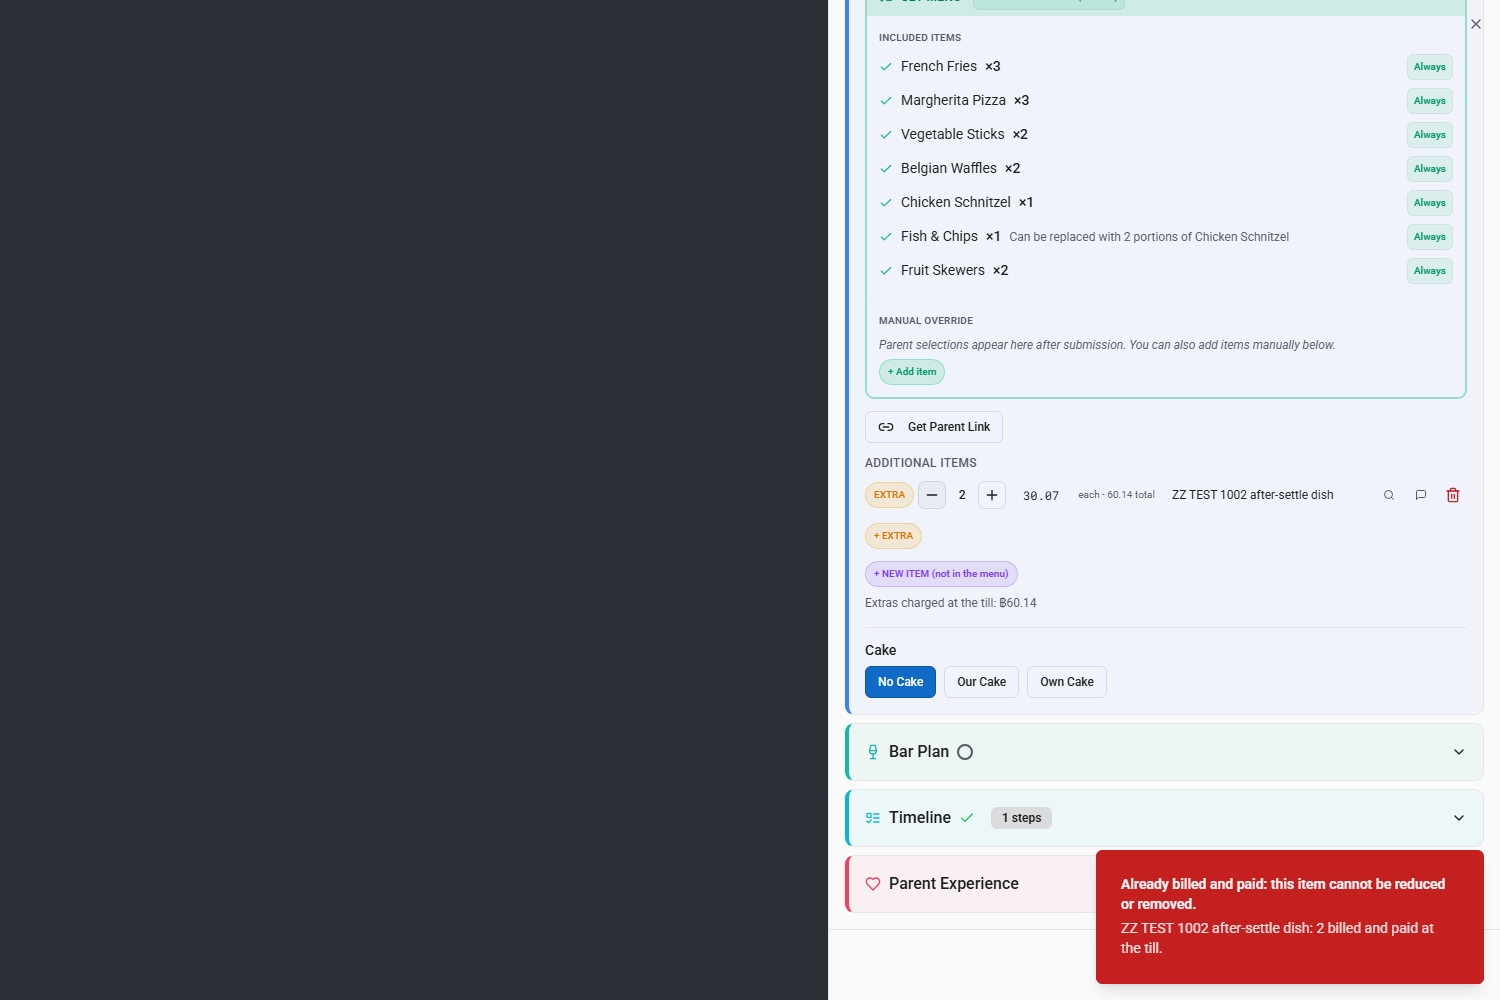 INCLUDED ITEMS
French Fries ×3 Always
Margherita Pizza ×3 Always
Vegetable Sticks ×2 Always
Belgian Waffles ×2 Always
Chicken Schnitzel ×1 Always
Fish & Chips ×1 Can be replaced with 2 portions of Chicken Schnitzel Always
Fruit Skewers ×2 Always
MANUAL OVERRIDE
Parent selections appear here after submission. You can also add items manually below.
+ Add item
Get Parent Link
ADDITIONAL ITEMS
EXTRA 2 30.07 each - 60.14 total ZZ TEST 1002 after-settle dish
+ EXTRA
+ NEW ITEM (not in the menu)
Extras charged at the till: ฿60.14
Cake
No Cake Our Cake Own Cake
Bar Plan
Timeline 1 steps
Parent Experience
Already billed and paid: this item cannot be reduced
or removed.
ZZ TEST 1002 after-settle dish: 2 billed and paid at
the till.